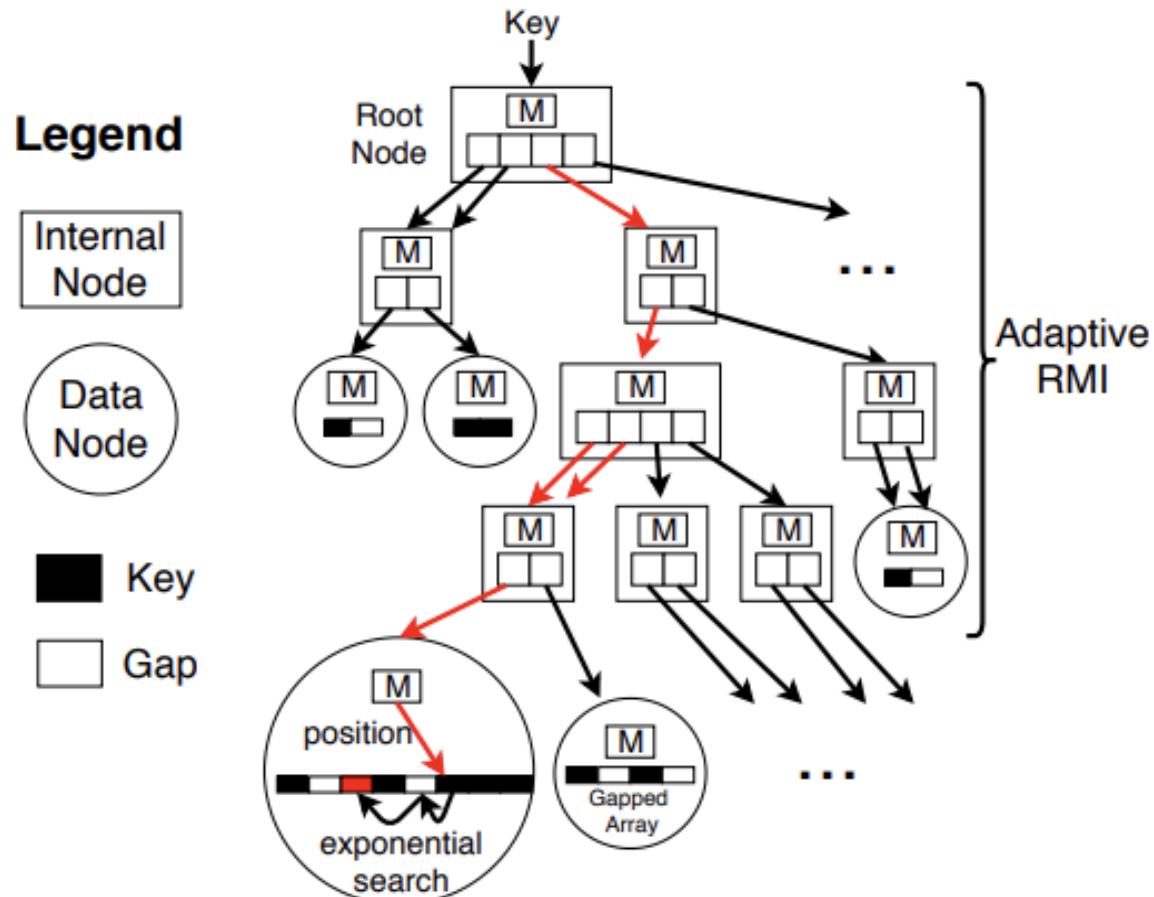 Key
Root
Node
M
Legend
Internal
Node
M
M
...
Adaptive
RMI
Data
Node
M
M
M
M
Key
Gap
M
M
M
M
M
position
exponential
search
M
Gapped
Array
...